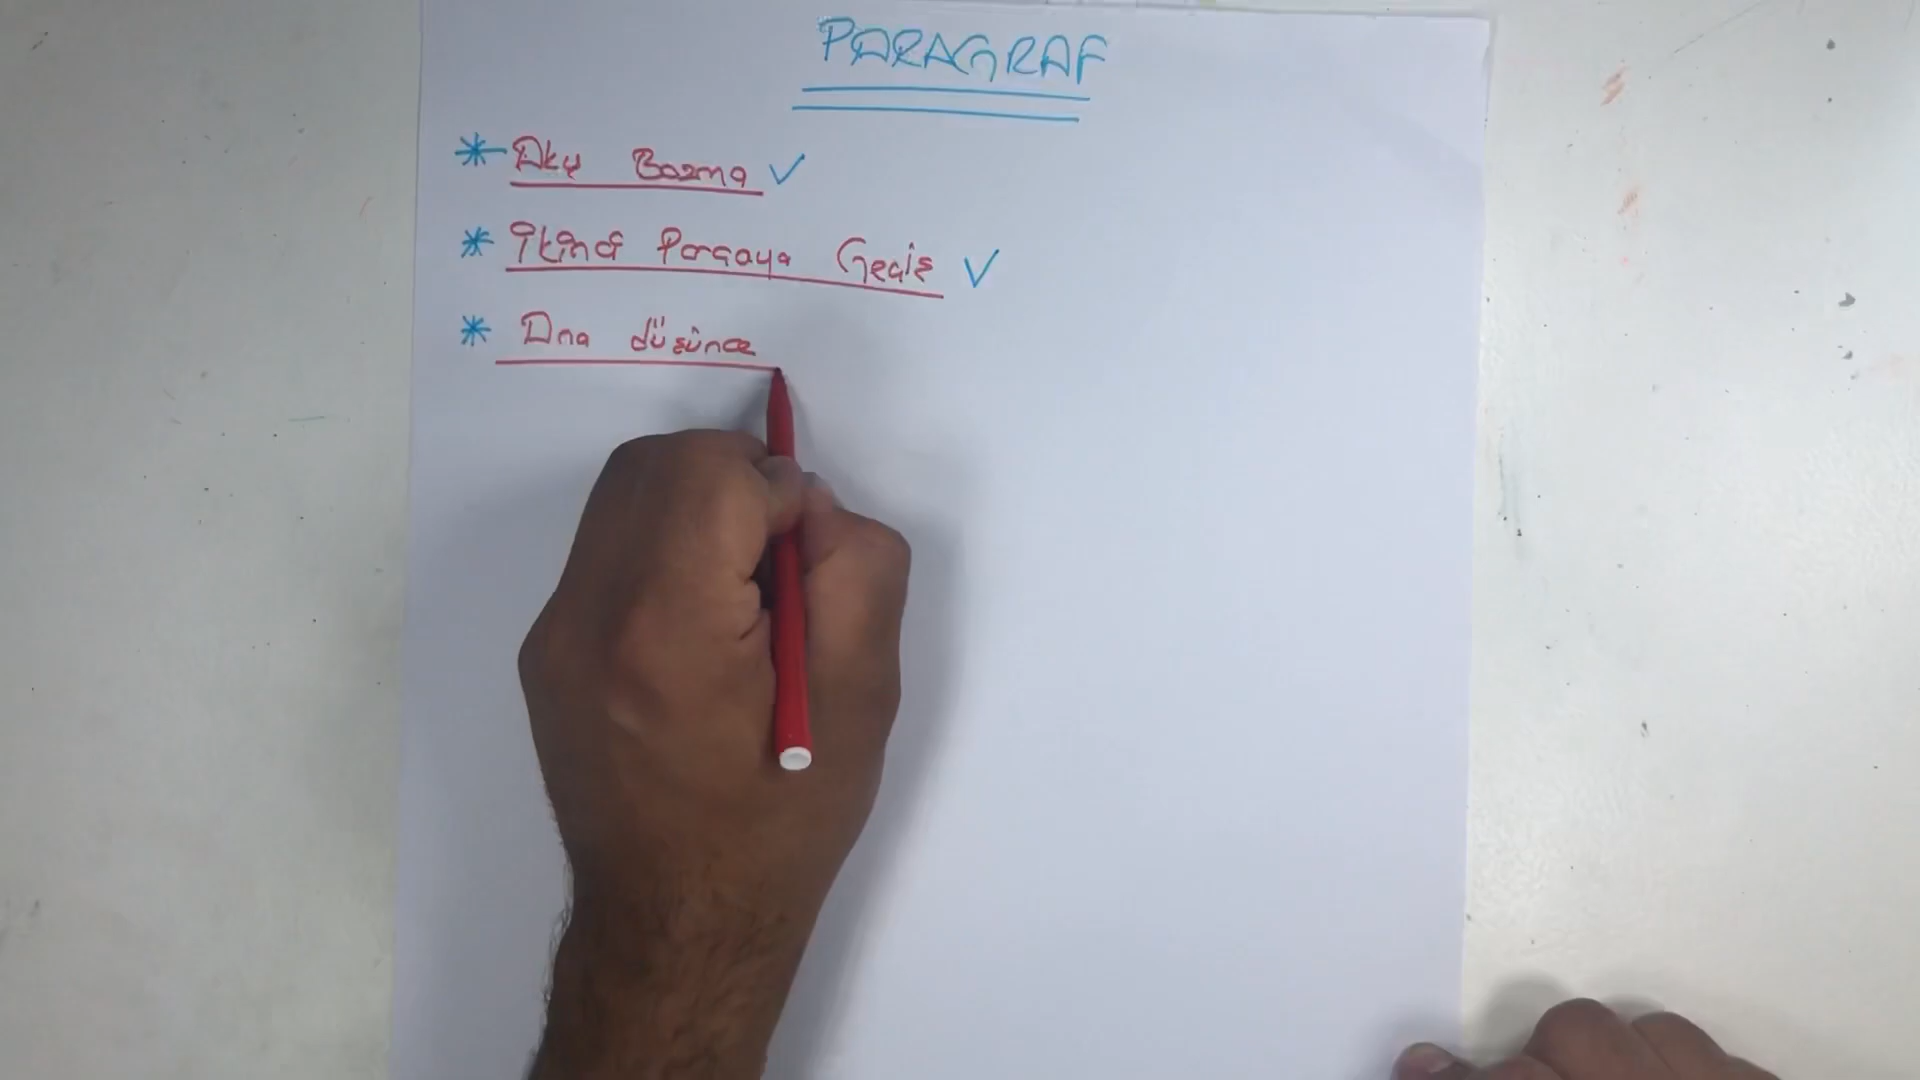 PARAGRAF
* Akış Bozma ✓
* İkinci Parçaya Geçiş ✓
* Ana düşünce